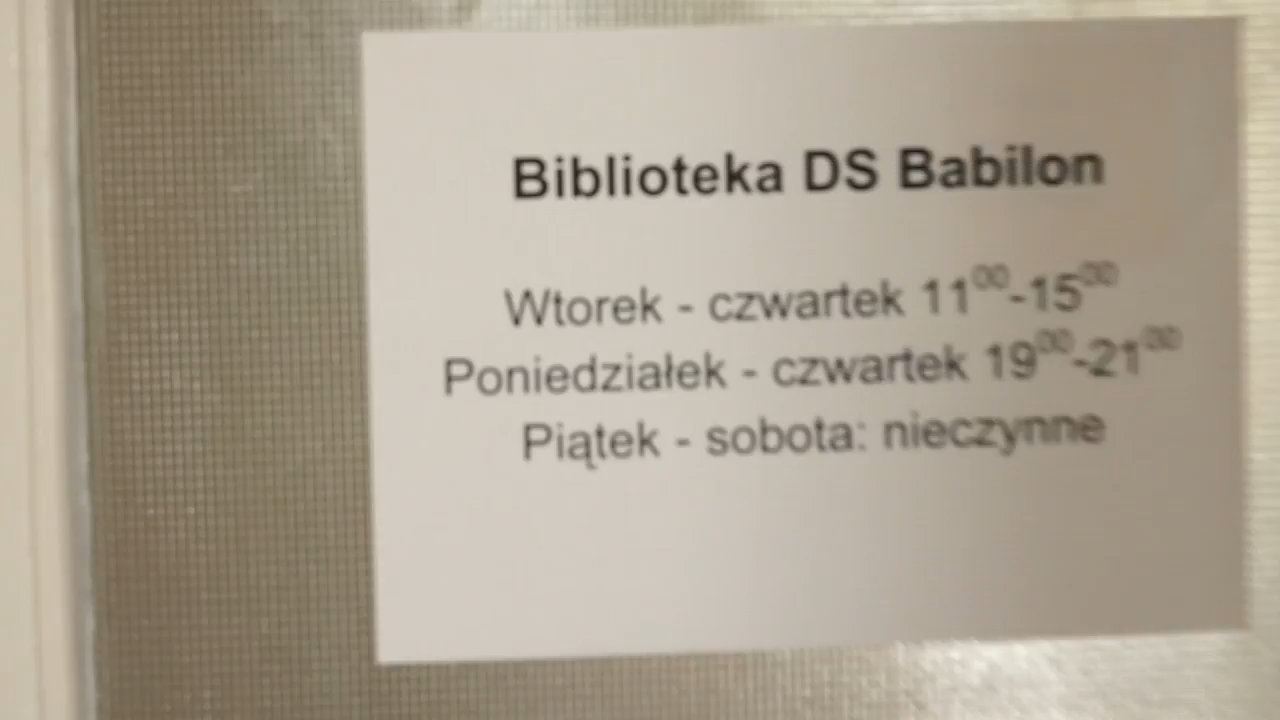 Biblioteka DS Babilon
Wtorek - czwartek 11⁰⁰-15⁰⁰
Poniedziałek - czwartek 19⁰⁰-21⁰⁰
Piątek - sobota: nieczynne